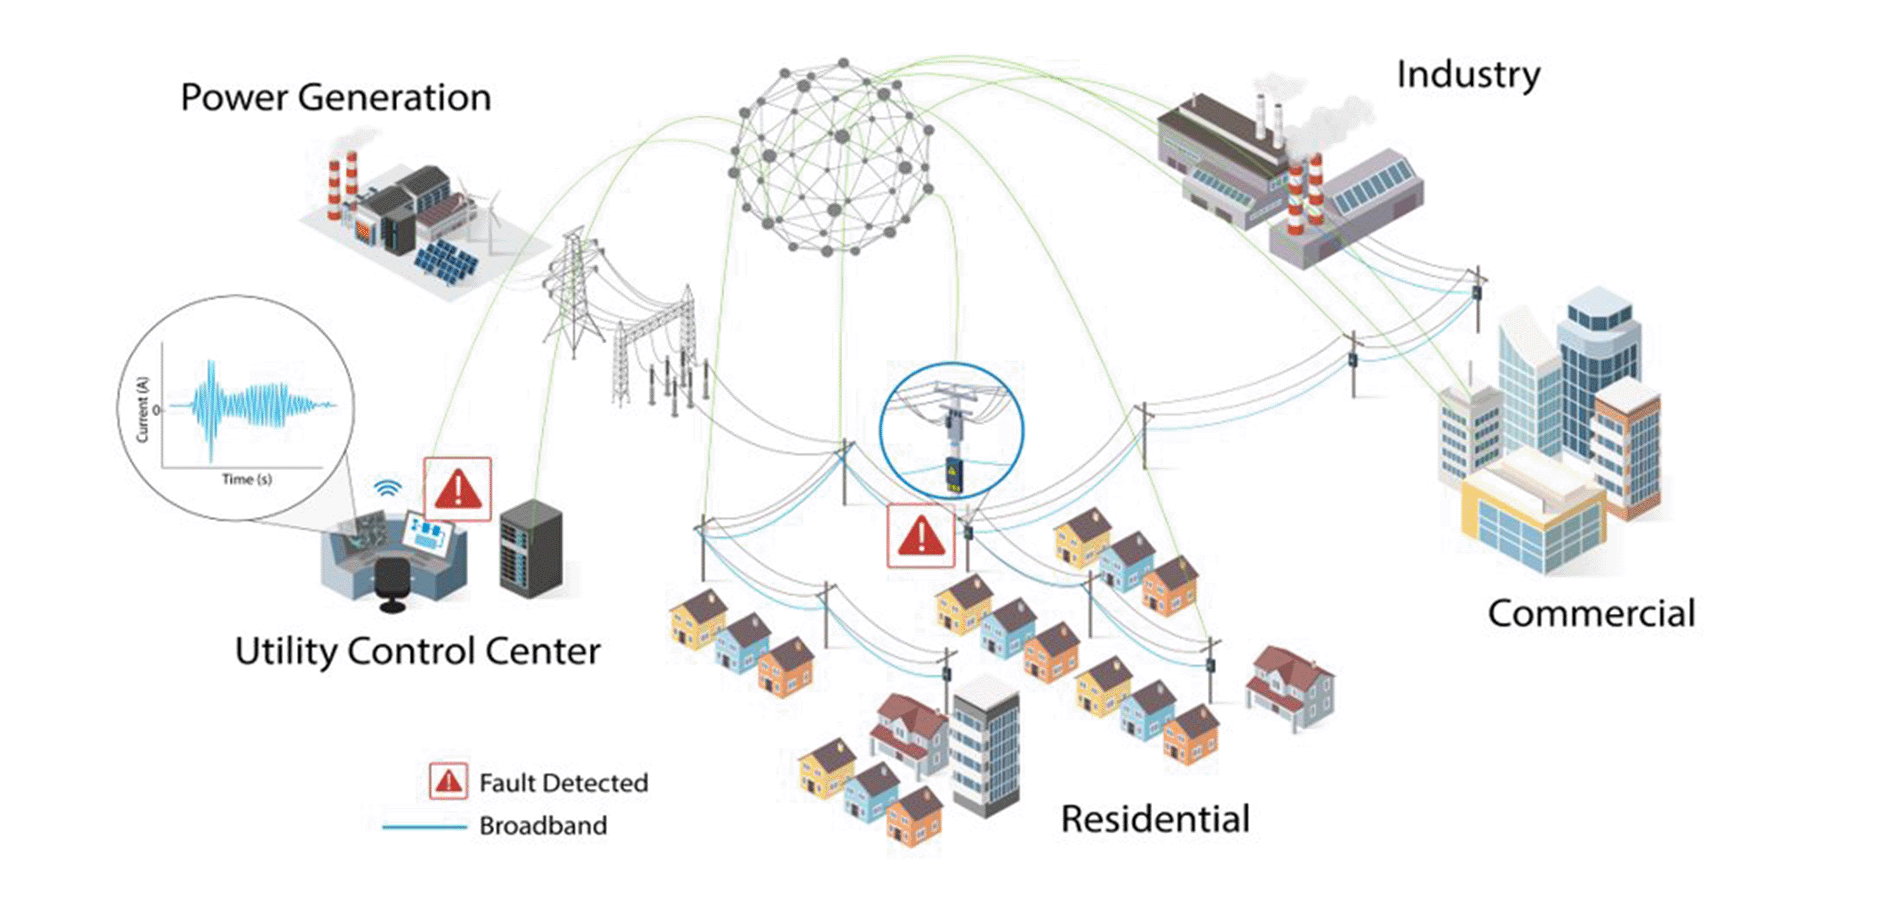 Power Generation
Industry
Current (A)
0
Time (s)
Utility Control Center
Commercial
Residential
Fault Detected
Broadband